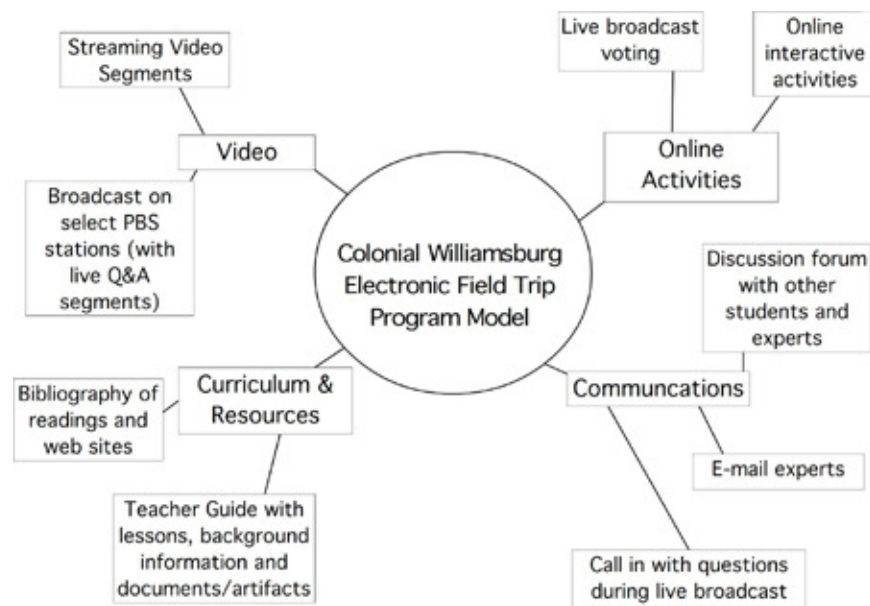 Streaming Video
Segments
Video
Broadcast on
select PBS
stations (with
live Q&A
segments)
Live broadcast
voting
Online
interactive
activities
Online
Activities
Colonial Williamsburg
Electronic Field Trip
Program Model
Discussion forum
with other
students and
experts
Communcations
E-mail experts
Call in with questions
during live broadcast
Curriculum &
Resources
Bibliography of
readings and
web sites
Teacher Guide with
lessons, background
information and
documents/artifacts